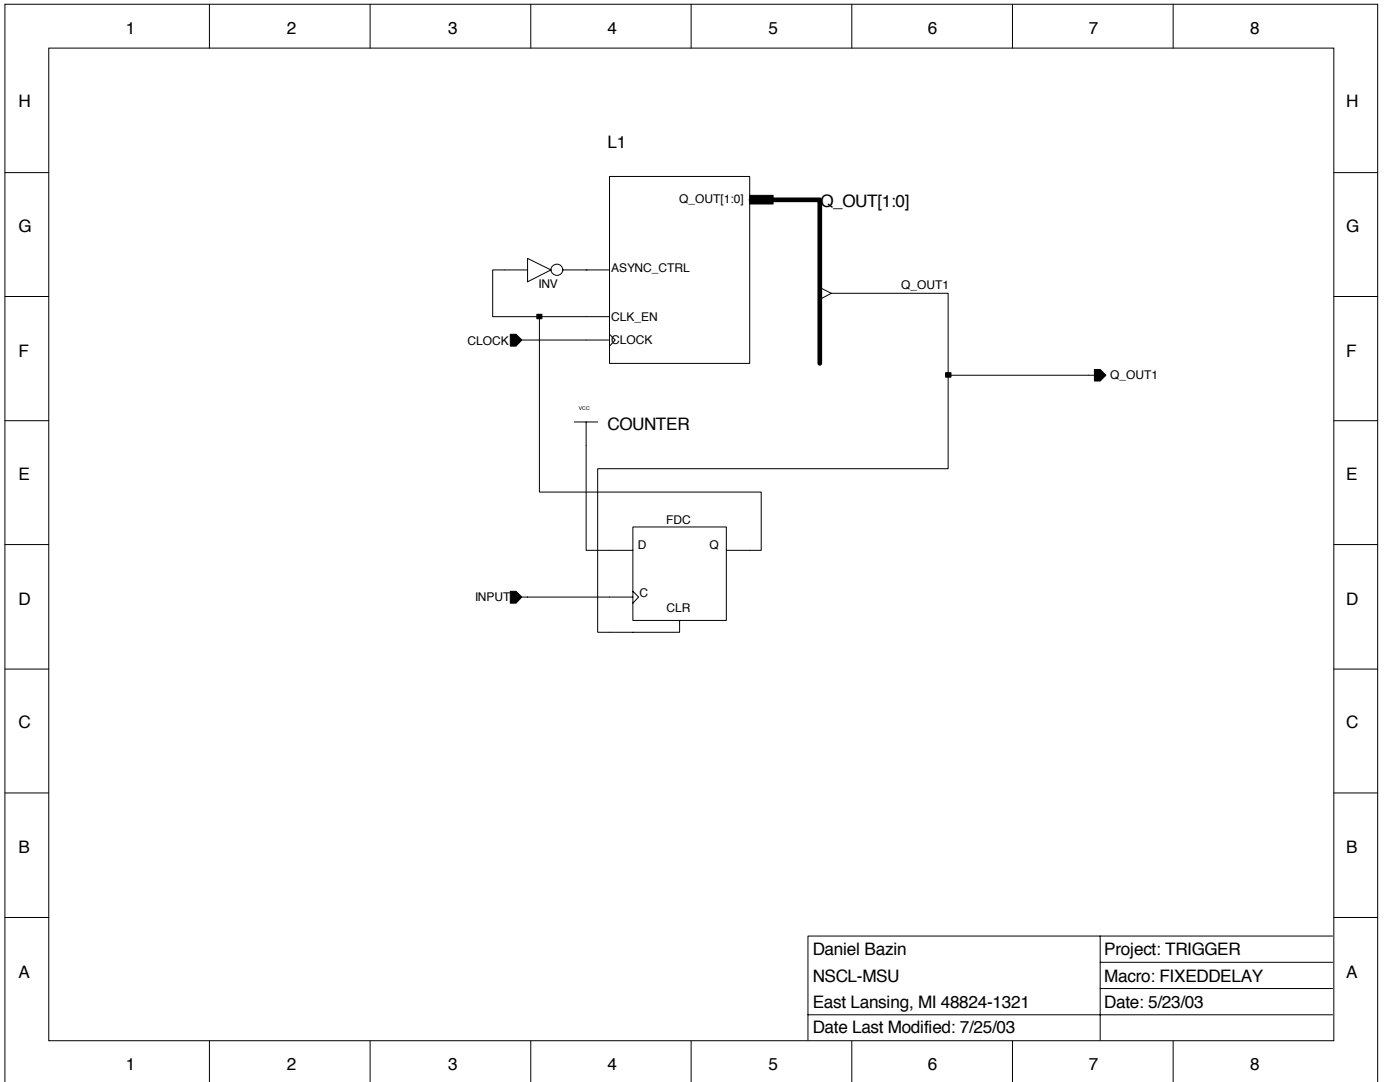 1 2 3 4 5 6 7 8
H H
L1
Q_OUT[1:0] Q_OUT[1:0]
G G
ASYNC_CTRL
INV
Q_OUT1
CLK_EN
CLOCK CLOCK
F F
Q_OUT1
VCC
COUNTER
E E
FDC
D Q
INPUT C
D D
CLR
C C
B B
Daniel Bazin Project: TRIGGER
A A
NSCL-MSU Macro: FIXEDDELAY
East Lansing, MI 48824-1321 Date: 5/23/03
Date Last Modified: 7/25/03
1 2 3 4 5 6 7 8